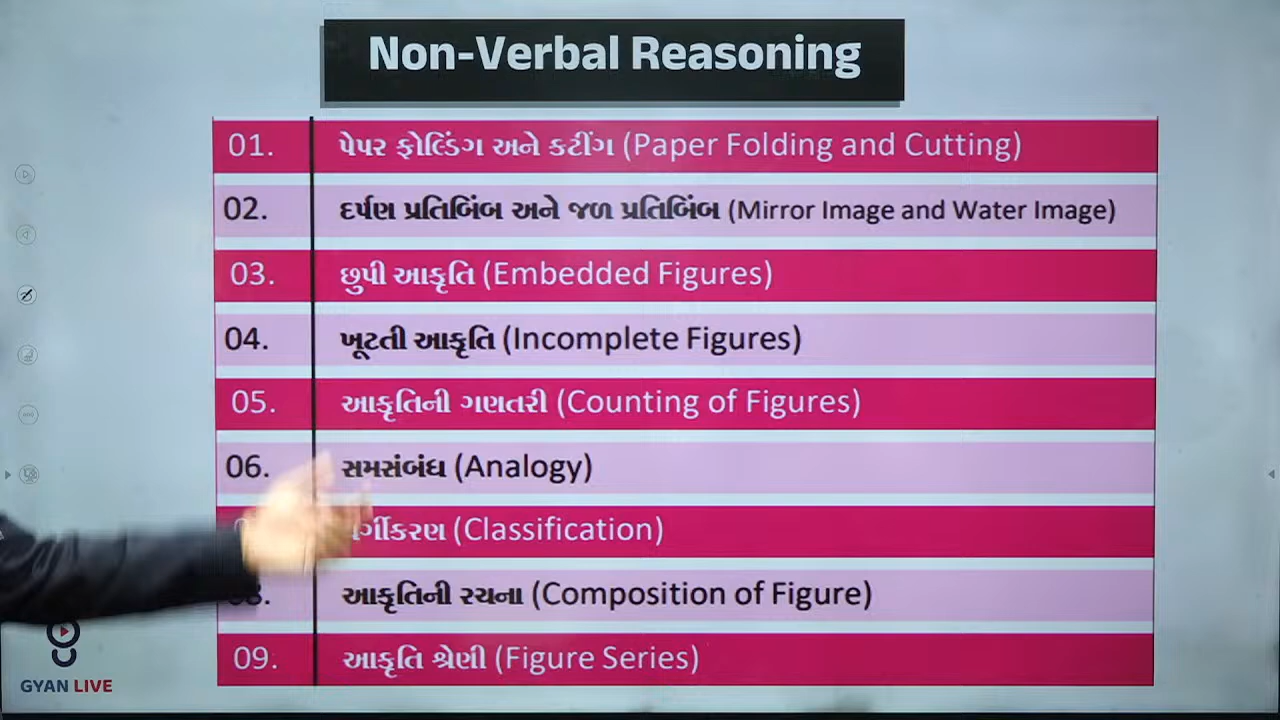 Non-Verbal Reasoning
01. પેપર ફોલ્ડિંગ અને કટીંગ (Paper Folding and Cutting)
02. દર્પણ પ્રતિબિંબ અને જળ પ્રતિબિંબ (Mirror Image and Water Image)
03. છુપી આકૃતિ (Embedded Figures)
04. ખૂટતી આકૃતિ (Incomplete Figures)
05. આકૃતિની ગણતરી (Counting of Figures)
06. સમસંબંધ (Analogy)
(Classification)
08. આકૃતિની રચના (Composition of Figure)
09. આકૃતિ શ્રેણી (Figure Series)
GYAN LIVE